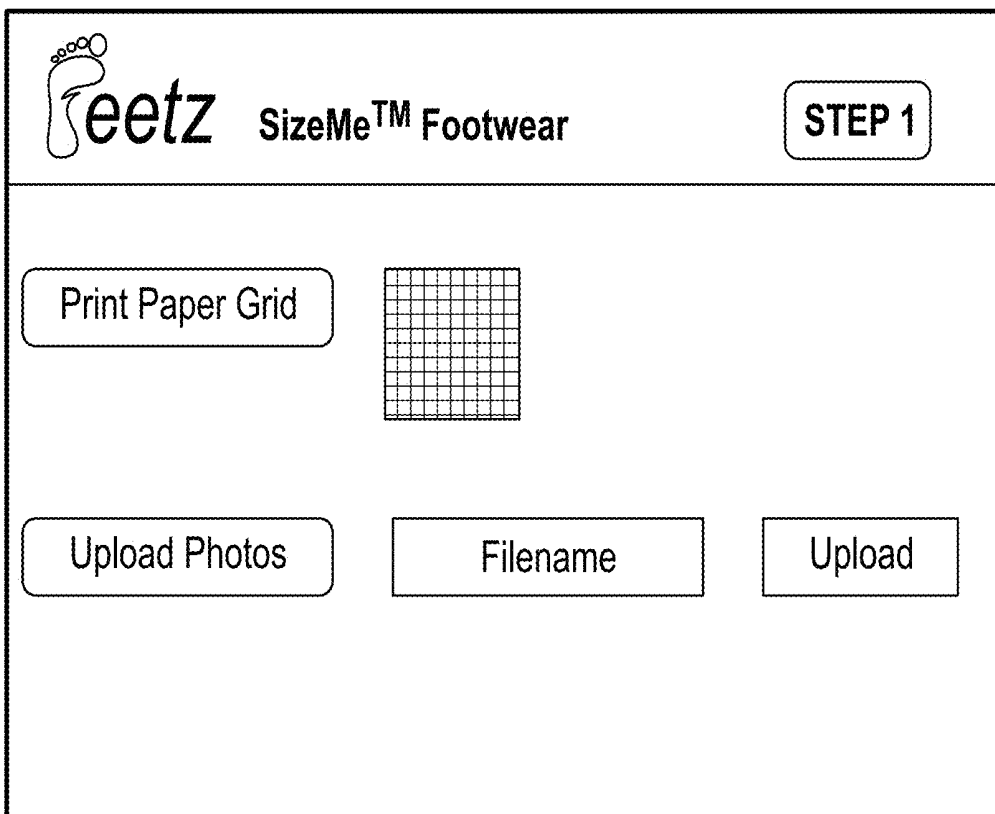 Feetz SizeMe™ Footwear STEP 1
Print Paper Grid
Upload Photos Filename Upload